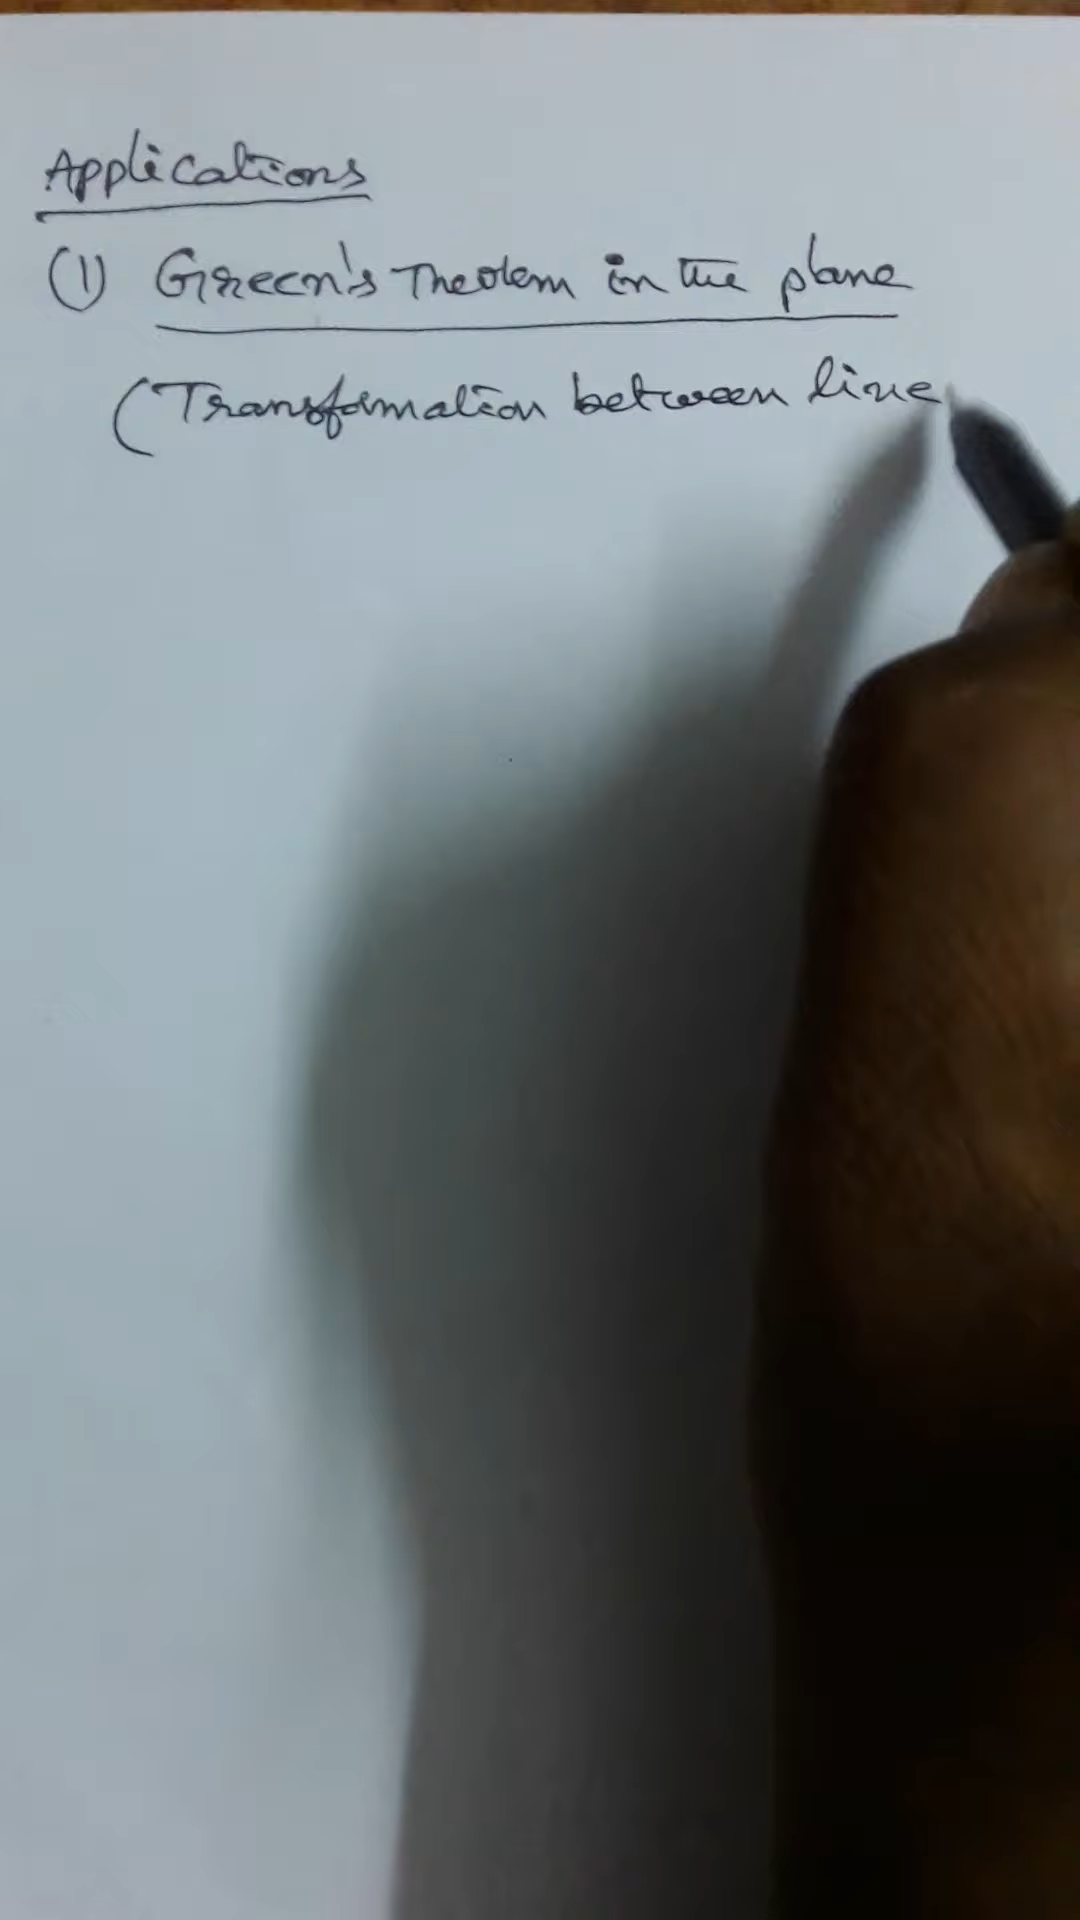 Applications
(1) Green's Theorem in the plane
(Transformation between line